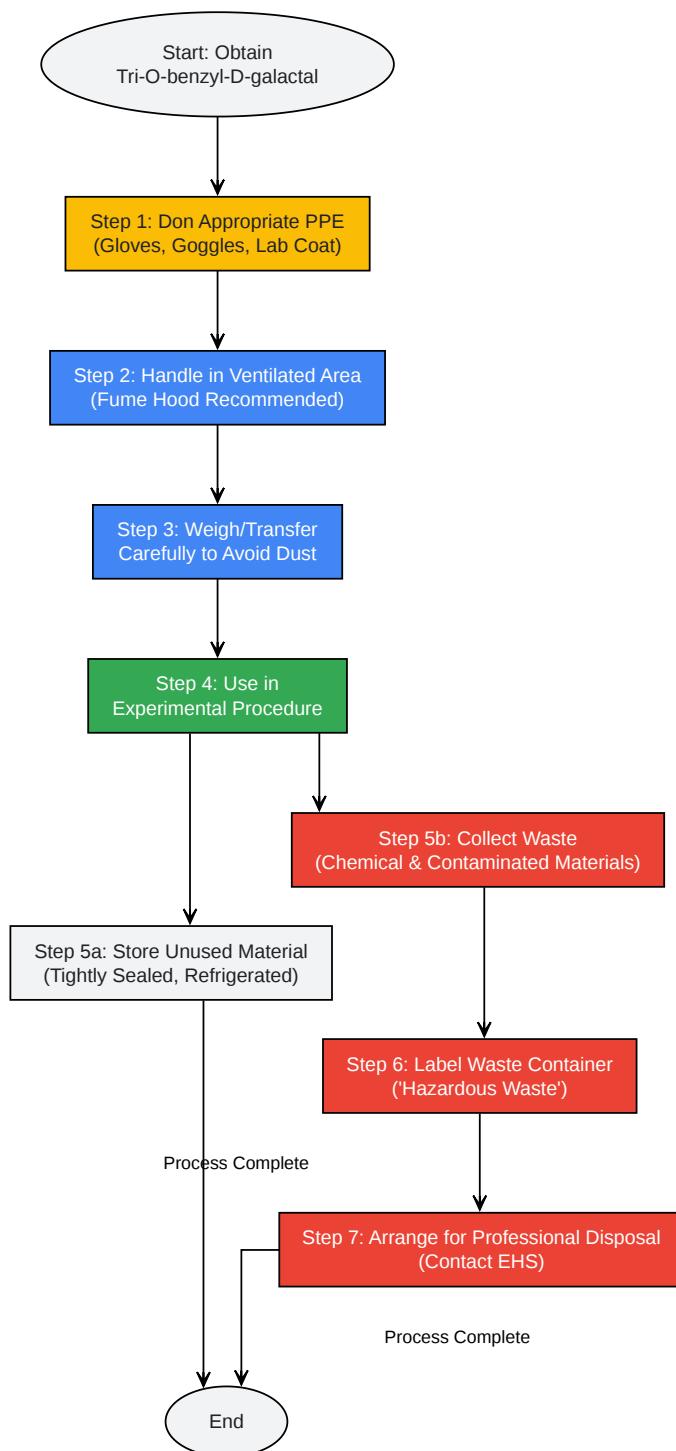 Start: Obtain
Tri-O-benzyl-D-galactal
Step 1: Don Appropriate PPE
(Gloves, Goggles, Lab Coat)
Step 2: Handle in Ventilated Area
(Fume Hood Recommended)
Step 3: Weigh/Transfer
Carefully to Avoid Dust
Step 4: Use in
Experimental Procedure
Step 5b: Collect Waste
(Chemical & Contaminated Materials)
Step 5a: Store Unused Material
(Tightly Sealed, Refrigerated)
Step 6: Label Waste Container
('Hazardous Waste')
Process Complete
Step 7: Arrange for Professional Disposal
(Contact EHS)
Process Complete
End